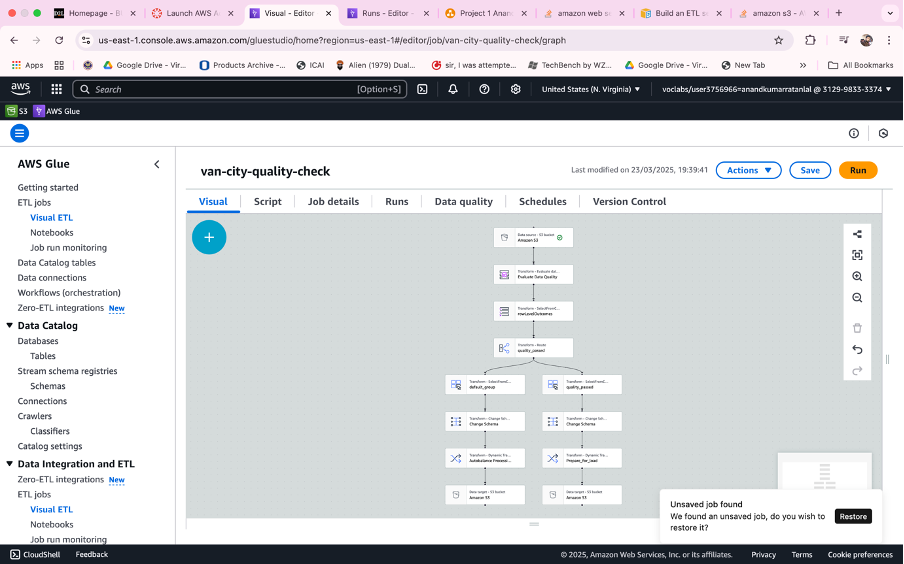 Homepage - B
Launch AWS A
Visual - Editor
Runs - Editor -
Project 1 Anan
amazon web s
Build an ETL se
amazon s3 - A
us-east-1.console.aws.amazon.com/gluestudio/home?region=us-east-1#/editor/job/van-city-quality-check/graph
Apps
Google Drive - Vir...
Products Archive -...
ICAI
Alien (1979) Dual...
sir, i was attempte...
TechBench by WZ...
Google Drive - Vir...
New Tab
All Bookmarks
aws
Search
[Option+S]
United States (N. Virginia)
voclabs/user3756966=anandkumarratanlal @ 3129-9833-3374
S3
AWS Glue
AWS Glue
Getting started
ETL jobs
Visual ETL
Notebooks
Job run monitoring
Data Catalog tables
Data connections
Workflows (orchestration)
Zero-ETL integrations New
Data Catalog
Databases
Tables
Stream schema registries
Schemas
Connections
Crawlers
Classifiers
Catalog settings
Data Integration and ETL
Zero-ETL integrations New
ETL jobs
Visual ETL
Notebooks
Job run monitoring
van-city-quality-check
Last modified on 23/03/2025, 19:39:41
Actions
Save
Run
Visual
Script
Job details
Runs
Data quality
Schedules
Version Control
Data source - S3 bucket
Amazon S3
Transform - Evaluate dat...
Evaluate Data Quality
Transform - SelectFromC...
rowLevelOutcomes
Transform - Route
quality_passed
Transform - SelectFromC...
default_group
Transform - SelectFromC...
quality_passed
Transform - Change Sch...
Change Schema
Transform - Change Sch...
Change Schema
Transform - Dynamic Tra...
Autobalance Processi...
Transform - Dynamic Tra...
Prepare_for_load
Data target - S3 bucket
Amazon S3
Data target - S3 bucket
Amazon S3
Unsaved job found
We found an unsaved job, do you wish to
restore it?
Restore
CloudShell
Feedback
© 2025, Amazon Web Services, Inc. or its affiliates.
Privacy
Terms
Cookie preferences